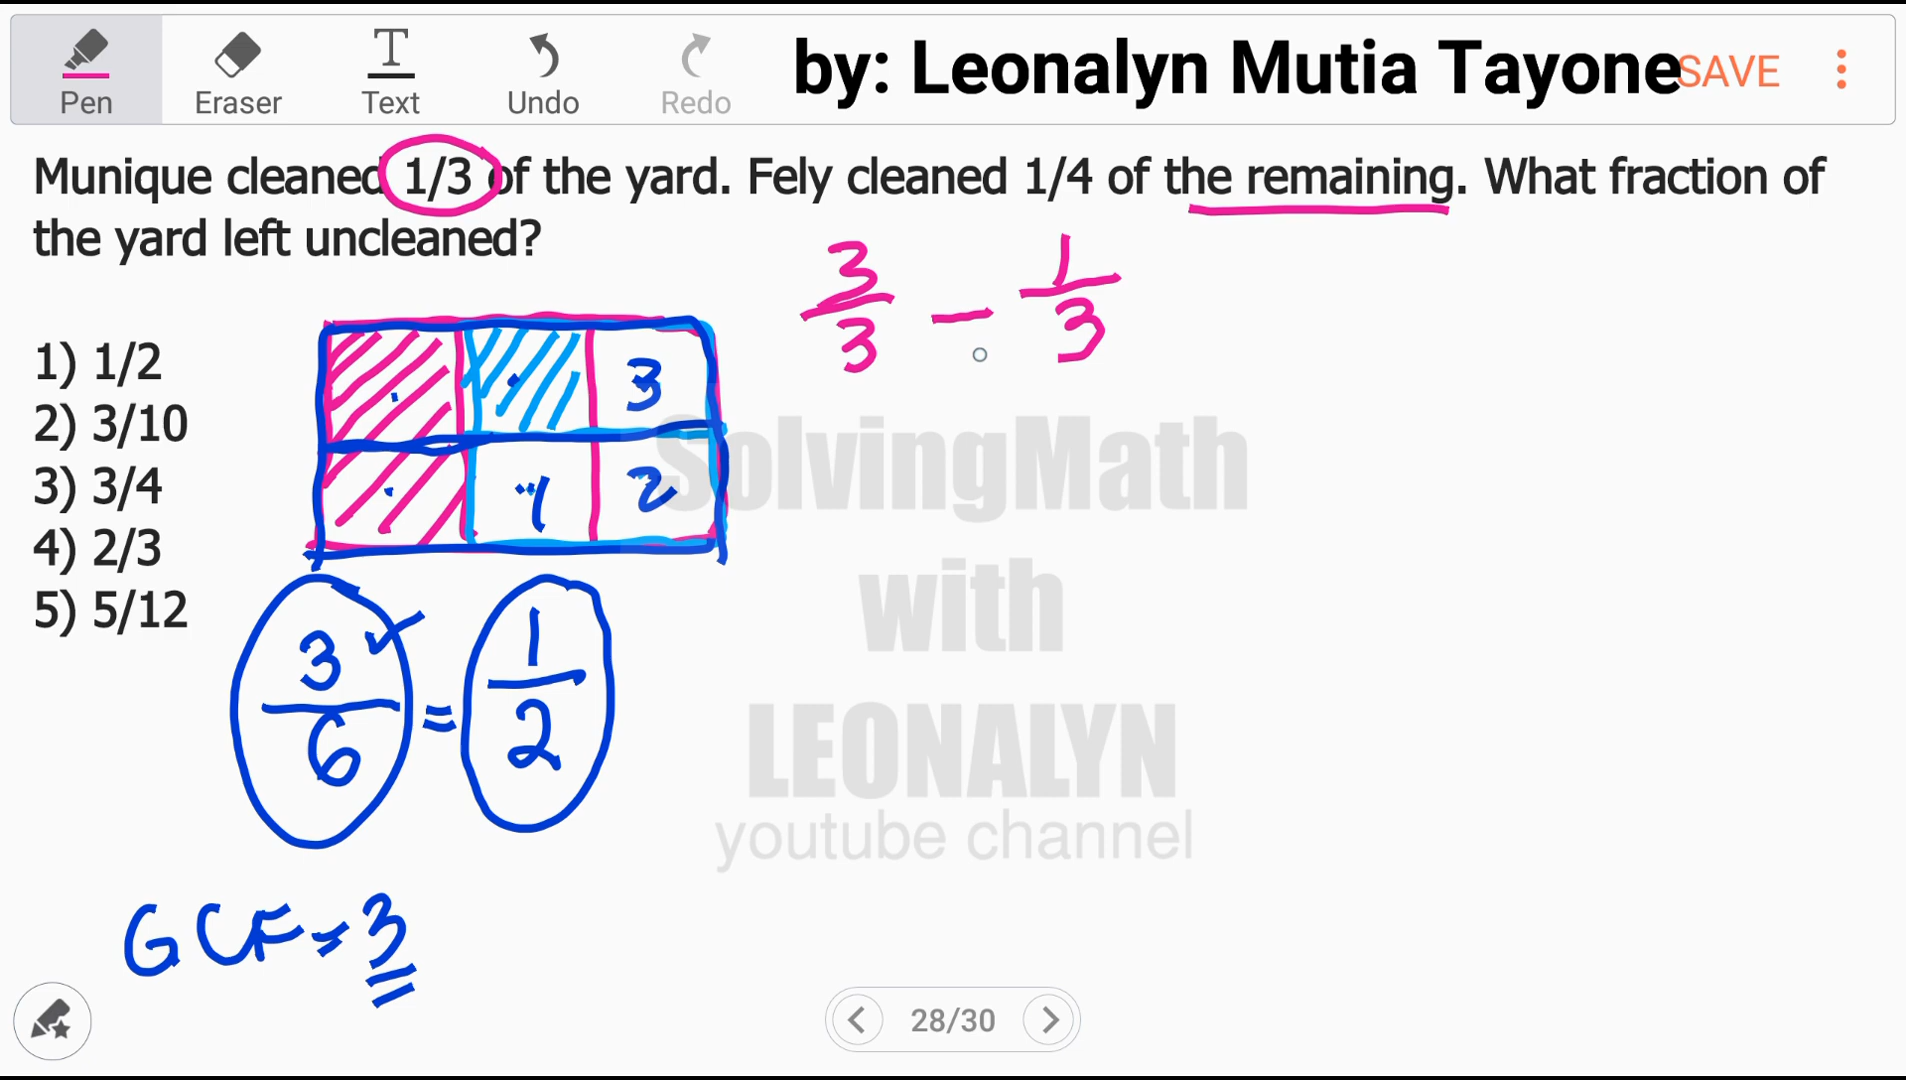 by: Leonalyn Mutia Tayone
SAVE
Pen
Eraser
Text
Undo
Redo
Munique cleaned 1/3 of the yard. Fely cleaned 1/4 of the remaining. What fraction of
the yard left uncleaned?
3/3 - 1/3
1) 1/2
2) 3/10
3) 3/4
4) 2/3
5) 5/12
3
1 2
3/6 = 1/2
GCF = 3
SolvingMath
with
LEONALYN
youtube channel
28/30